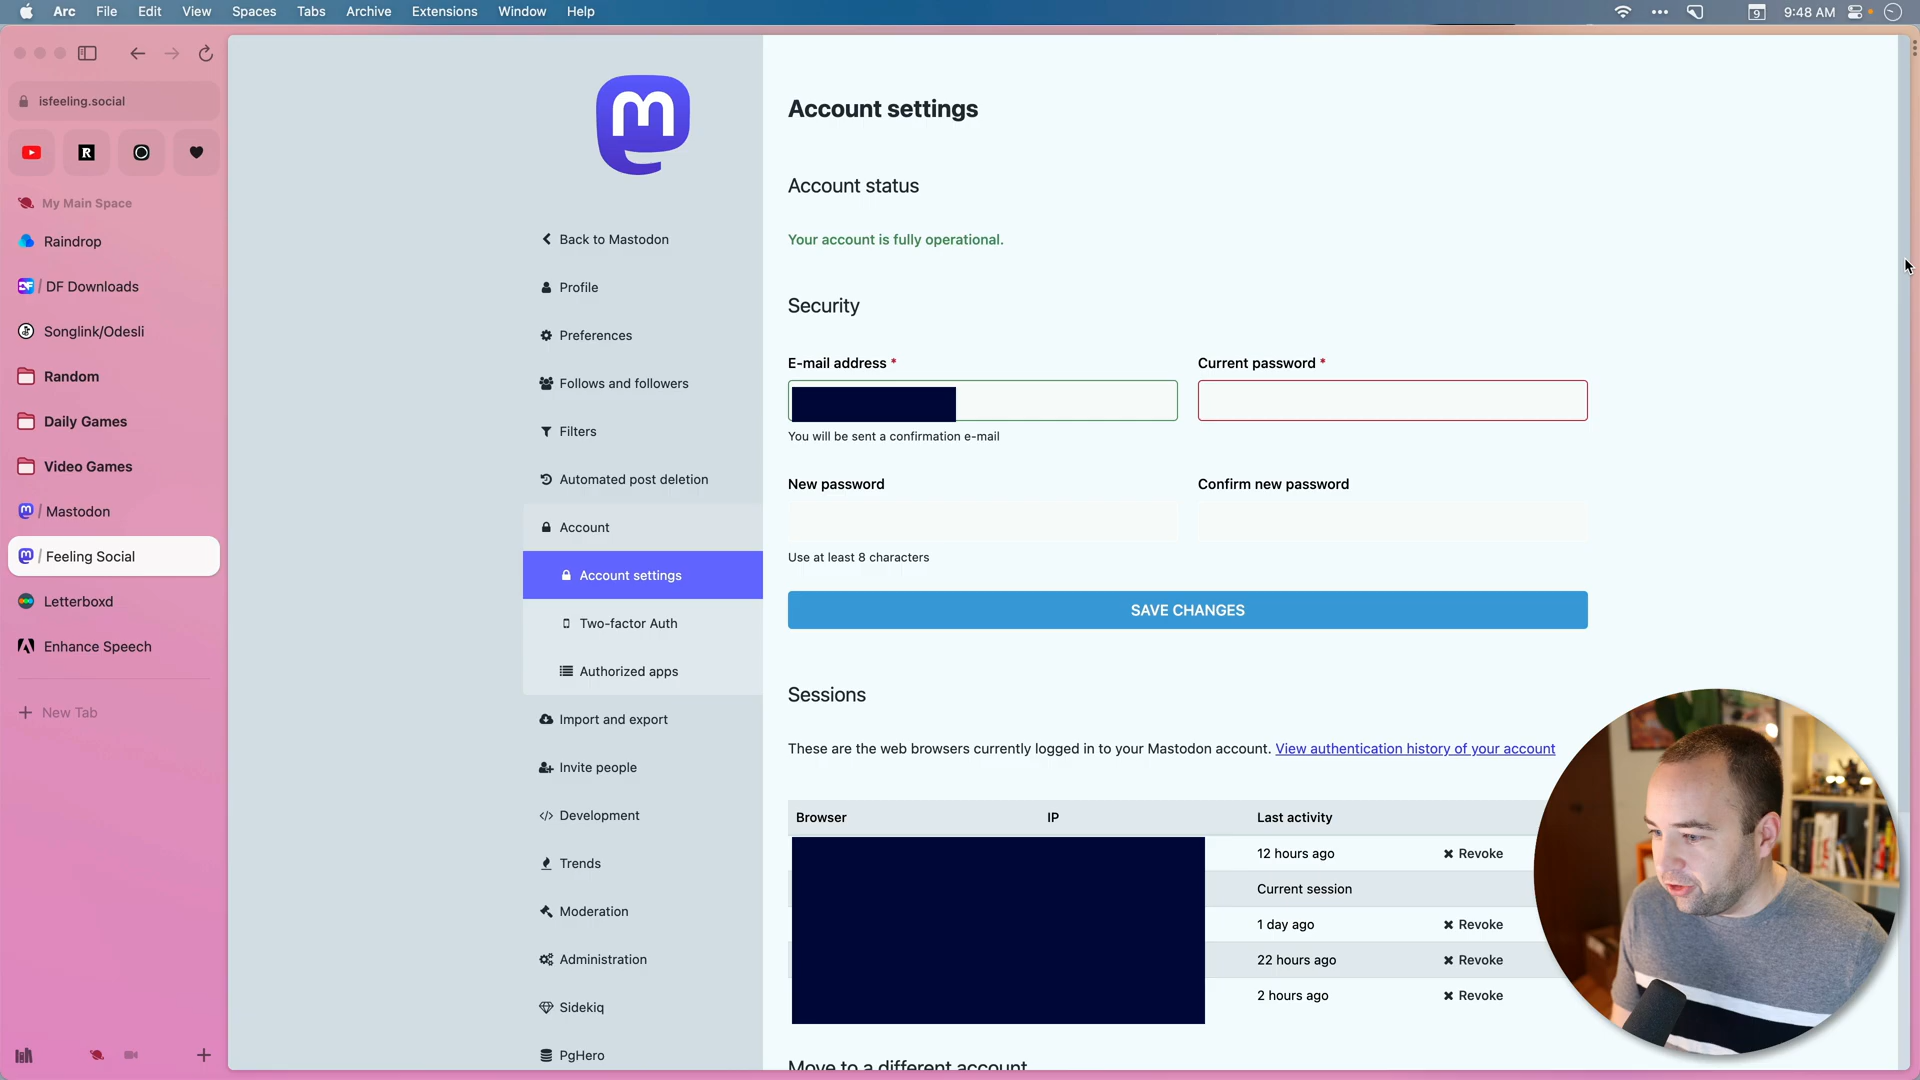 Arc File Edit View Spaces Tabs Archive Extensions Window Help
9 9:48 AM
isfeeling.social
R
My Main Space
Raindrop
/ DF Downloads
Songlink/Odesli
Random
Daily Games
Video Games
/ Mastodon
/ Feeling Social
Letterboxd
Enhance Speech
New Tab
Back to Mastodon
Profile
Preferences
Follows and followers
Filters
Automated post deletion
Account
Account settings
Two-factor Auth
Authorized apps
Import and export
Invite people
Development
Trends
Moderation
Administration
Sidekiq
PgHero
Account settings
Account status
Your account is fully operational.
Security
E-mail address * Current password *
You will be sent a confirmation e-mail
New password Confirm new password
Use at least 8 characters
SAVE CHANGES
Sessions
These are the web browsers currently logged in to your Mastodon account. View authentication history of your account
Browser IP Last activity
12 hours ago Revoke
Current session
1 day ago Revoke
22 hours ago Revoke
2 hours ago Revoke
Move to a different account